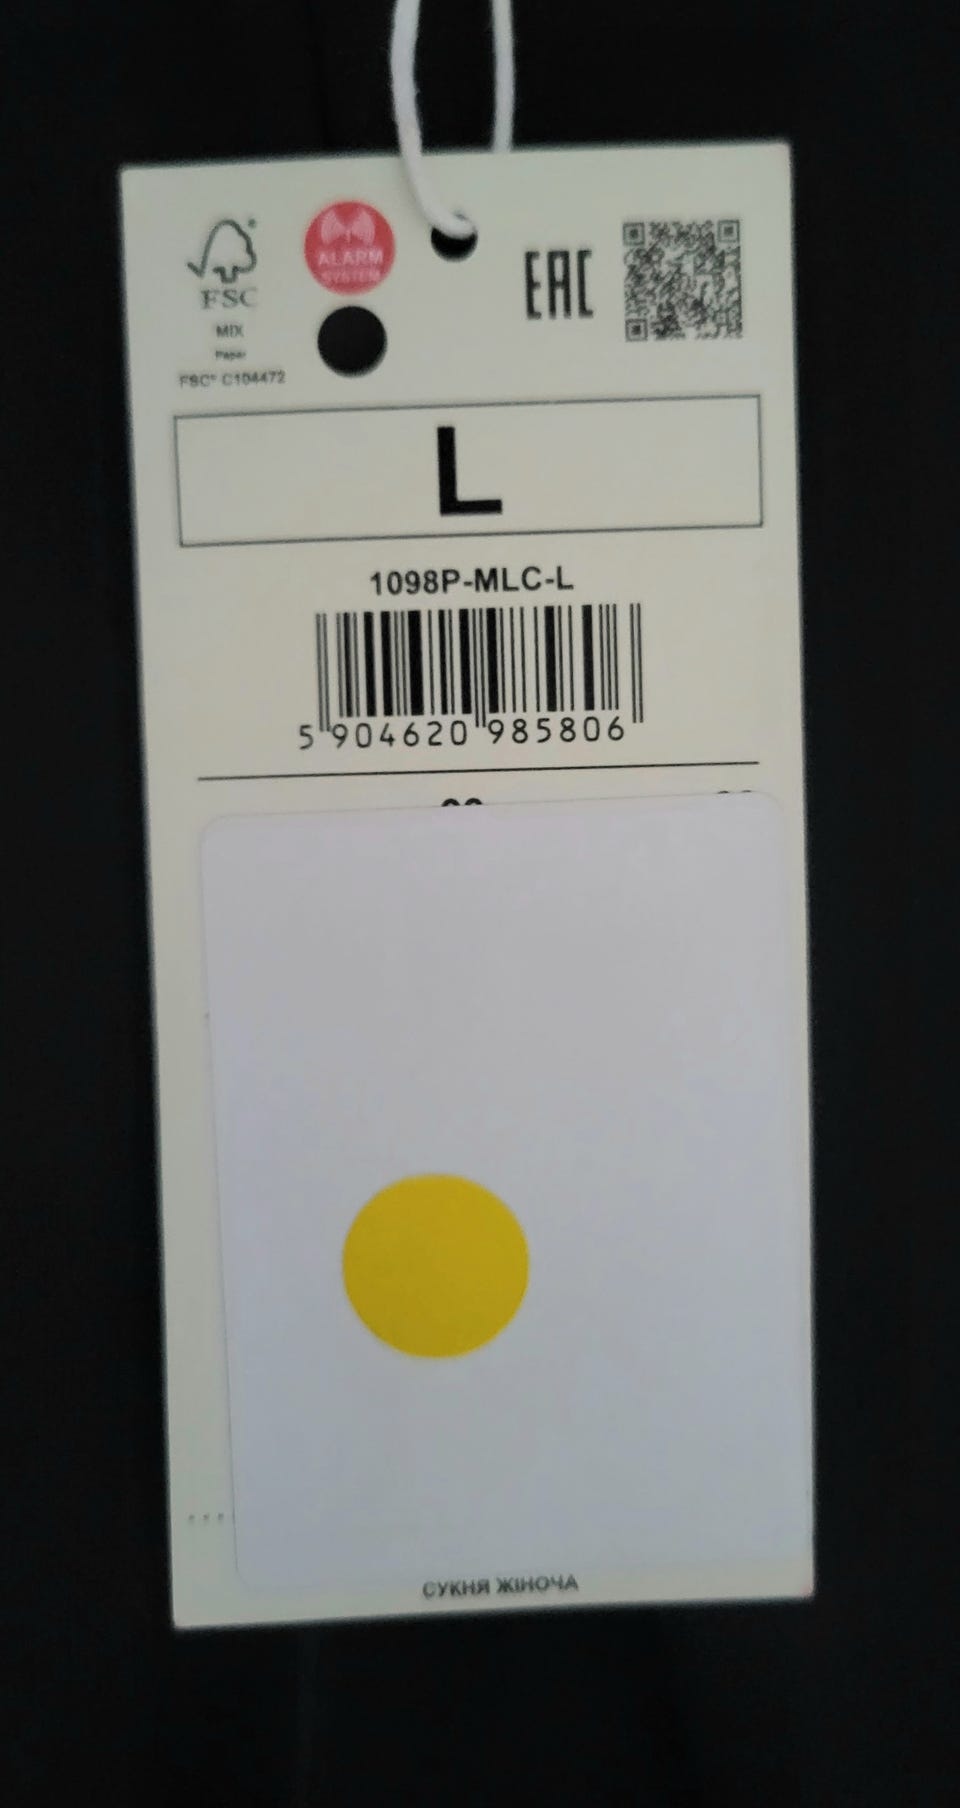 FSC
MIX
Paper
FSC® C104472
ALARM
SYSTEM
EAC
L
1098P-MLC-L
5 904620 985806
СУКНЯ ЖІНОЧА